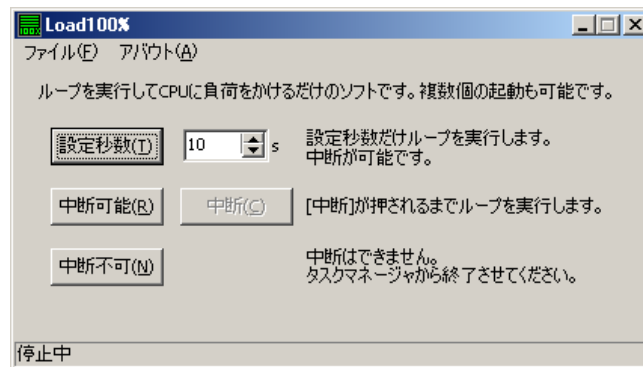 Load100%
ファイル(F) アバウト(A)
ループを実行してCPUに負荷をかけるだけのソフトです。複数個の起動も可能です。
設定秒数(T) 10 s 設定秒数だけループを実行します。
中断が可能です。
中断可能(R) 中断(C) [中断]が押されるまでループを実行します。
中断不可(N) 中断はできません。
タスクマネージャから終了させてください。
停止中